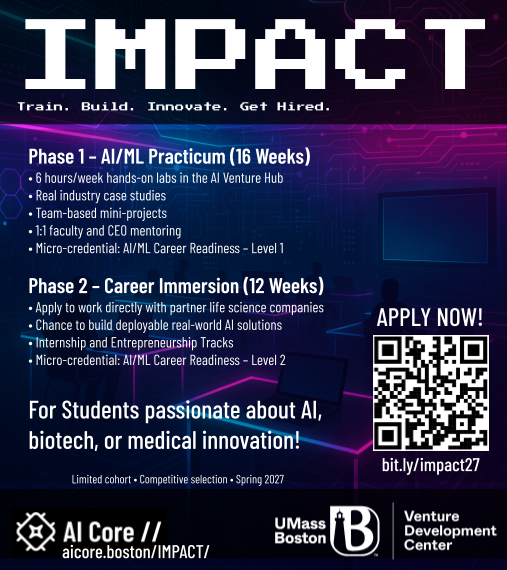 IMPACT
Train. Build. Innovate. Get Hired.
Phase 1 – AI/ML Practicum (16 Weeks)
• 6 hours/week hands-on labs in the AI Venture Hub
• Real industry case studies
• Team-based mini-projects
• 1:1 faculty and CEO mentoring
• Micro-credential: AI/ML Career Readiness – Level 1
Phase 2 – Career Immersion (12 Weeks)
• Apply to work directly with partner life science companies
• Chance to build deployable real-world AI solutions
• Internship and Entrepreneurship Tracks
• Micro-credential: AI/ML Career Readiness – Level 2
APPLY NOW!
bit.ly/impact27
For Students passionate about AI,
biotech, or medical innovation!
Limited cohort • Competitive selection • Spring 2027
AI Core //
aicore.boston/IMPACT/
UMass
Boston
B
Venture
Development
Center